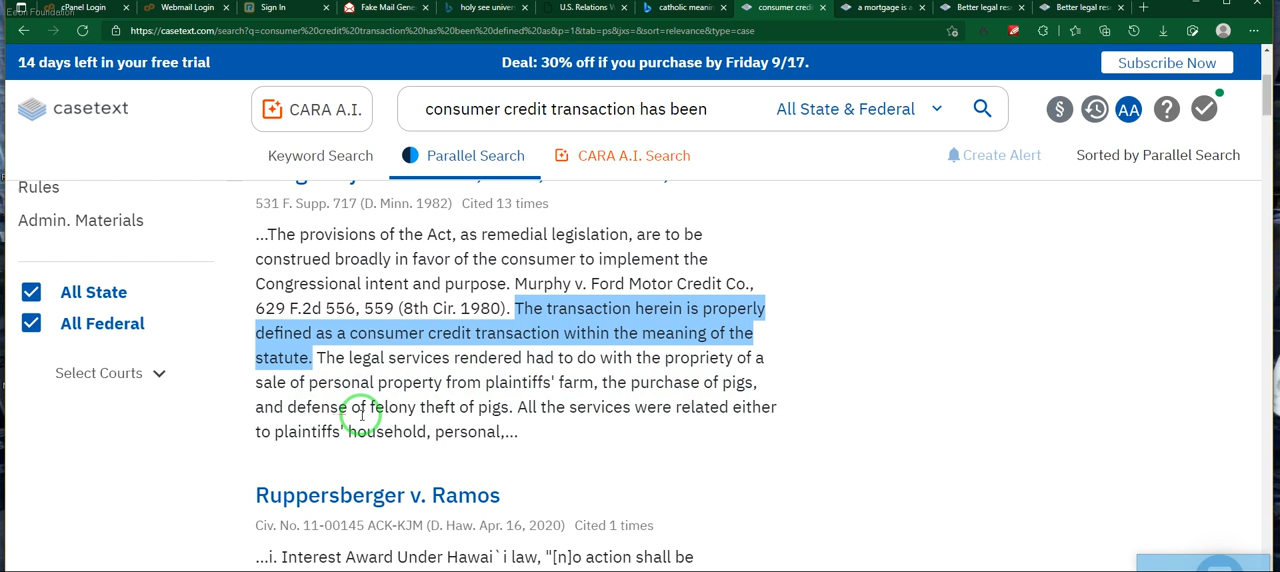 Eeon Foundation
cPanel Login
Webmail Login
Sign In
Fake Mail Gene
holy see univer
U.S. Relations W
catholic meanin
consumer credi
a mortgage is a
Better legal rese
Better legal rese
https://casetext.com/search?q=consumer%20credit%20transaction%20has%20been%20defined%20as&p=1&tab=ps&jxs=&sort=relevance&type=case
14 days left in your free trial
Deal: 30% off if you purchase by Friday 9/17.
Subscribe Now
casetext
CARA A.I.
consumer credit transaction has been
All State & Federal
§
AA
?
Keyword Search
Parallel Search
CARA A.I. Search
Create Alert
Sorted by Parallel Search
Rules
Admin. Materials
All State
All Federal
Select Courts
531 F. Supp. 717 (D. Minn. 1982) Cited 13 times
...The provisions of the Act, as remedial legislation, are to be
construed broadly in favor of the consumer to implement the
Congressional intent and purpose. Murphy v. Ford Motor Credit Co.,
629 F.2d 556, 559 (8th Cir. 1980). The transaction herein is properly
defined as a consumer credit transaction within the meaning of the
statute. The legal services rendered had to do with the propriety of a
sale of personal property from plaintiffs' farm, the purchase of pigs,
and defense of felony theft of pigs. All the services were related either
to plaintiffs' household, personal,...
Ruppersberger v. Ramos
Civ. No. 11-00145 ACK-KJM (D. Haw. Apr. 16, 2020) Cited 1 times
...i. Interest Award Under Hawai`i law, "[n]o action shall be